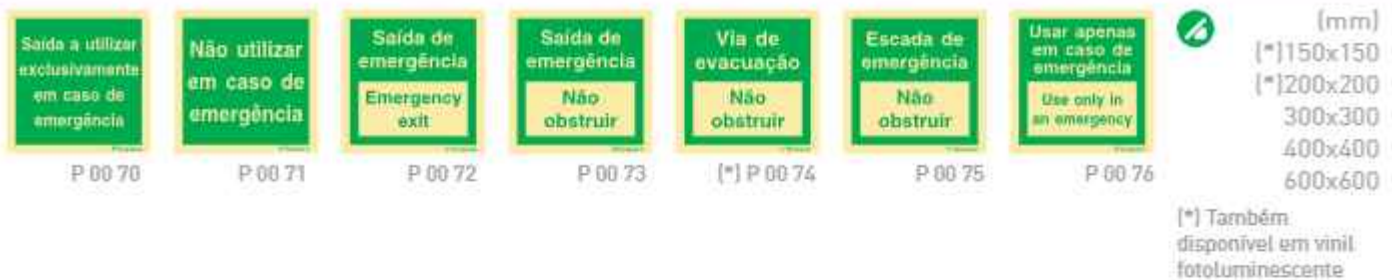 Saída a utilizar
exclusivamente
em caso de
emergência
P 00 70
Não utilizar
em caso de
emergência
P 00 71
Saída de
emergência
Emergency
exit
P 00 72
Saída de
emergência
Não
obstruir
P 00 73
Via de
evacuação
Não
obstruir
(*) P 00 74
Escada de
emergência
Não
obstruir
P 00 75
Usar apenas
em caso de
emergência
Use only in
an emergency
P 00 76
(mm)
(*)150x150
(*)200x200
300x300
400x400
600x600
(*) Também
disponível em vinil
fotoluminescente